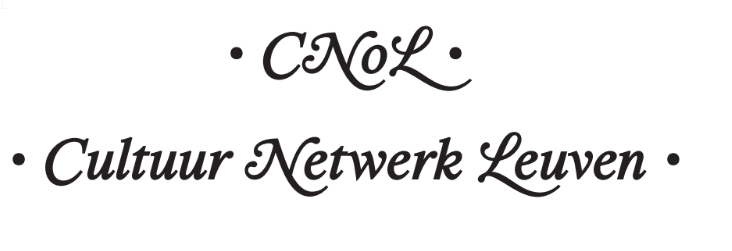 • CNoL •
• Cultuur Netwerk Leuven •